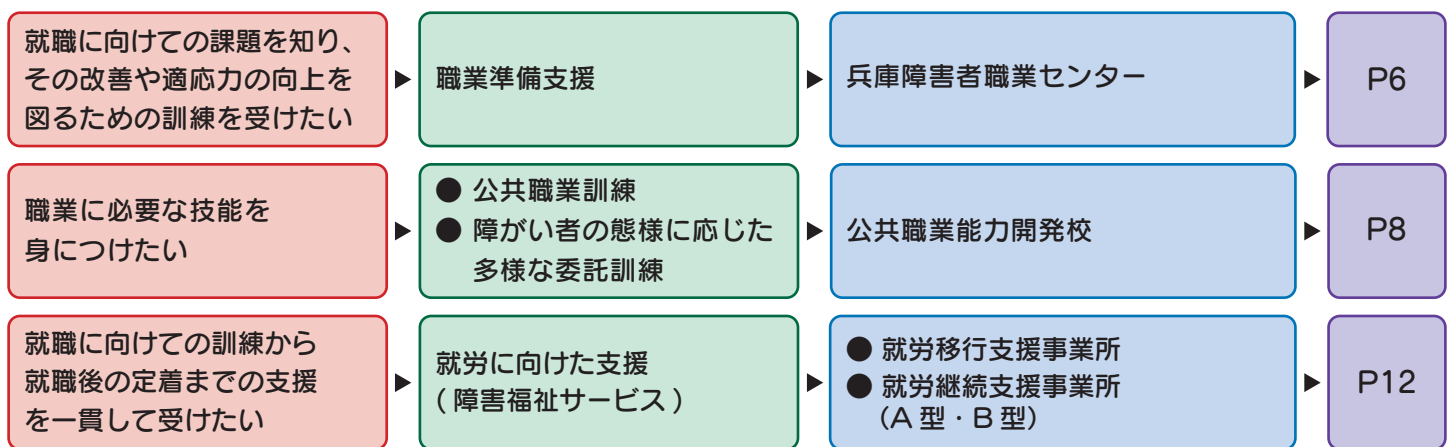 就職に向けての課題を知り、
その改善や適応力の向上を
図るための訓練を受けたい
職業準備支援
兵庫障害者職業センター
P6
職業に必要な技能を
身につけたい
● 公共職業訓練
● 障がい者の態様に応じた
多様な委託訓練
公共職業能力開発校
P8
就職に向けての訓練から
就職後の定着までの支援
を一貫して受けたい
就労に向けた支援
(障害福祉サービス)
● 就労移行支援事業所
● 就労継続支援事業所
(A型・B型)
P12